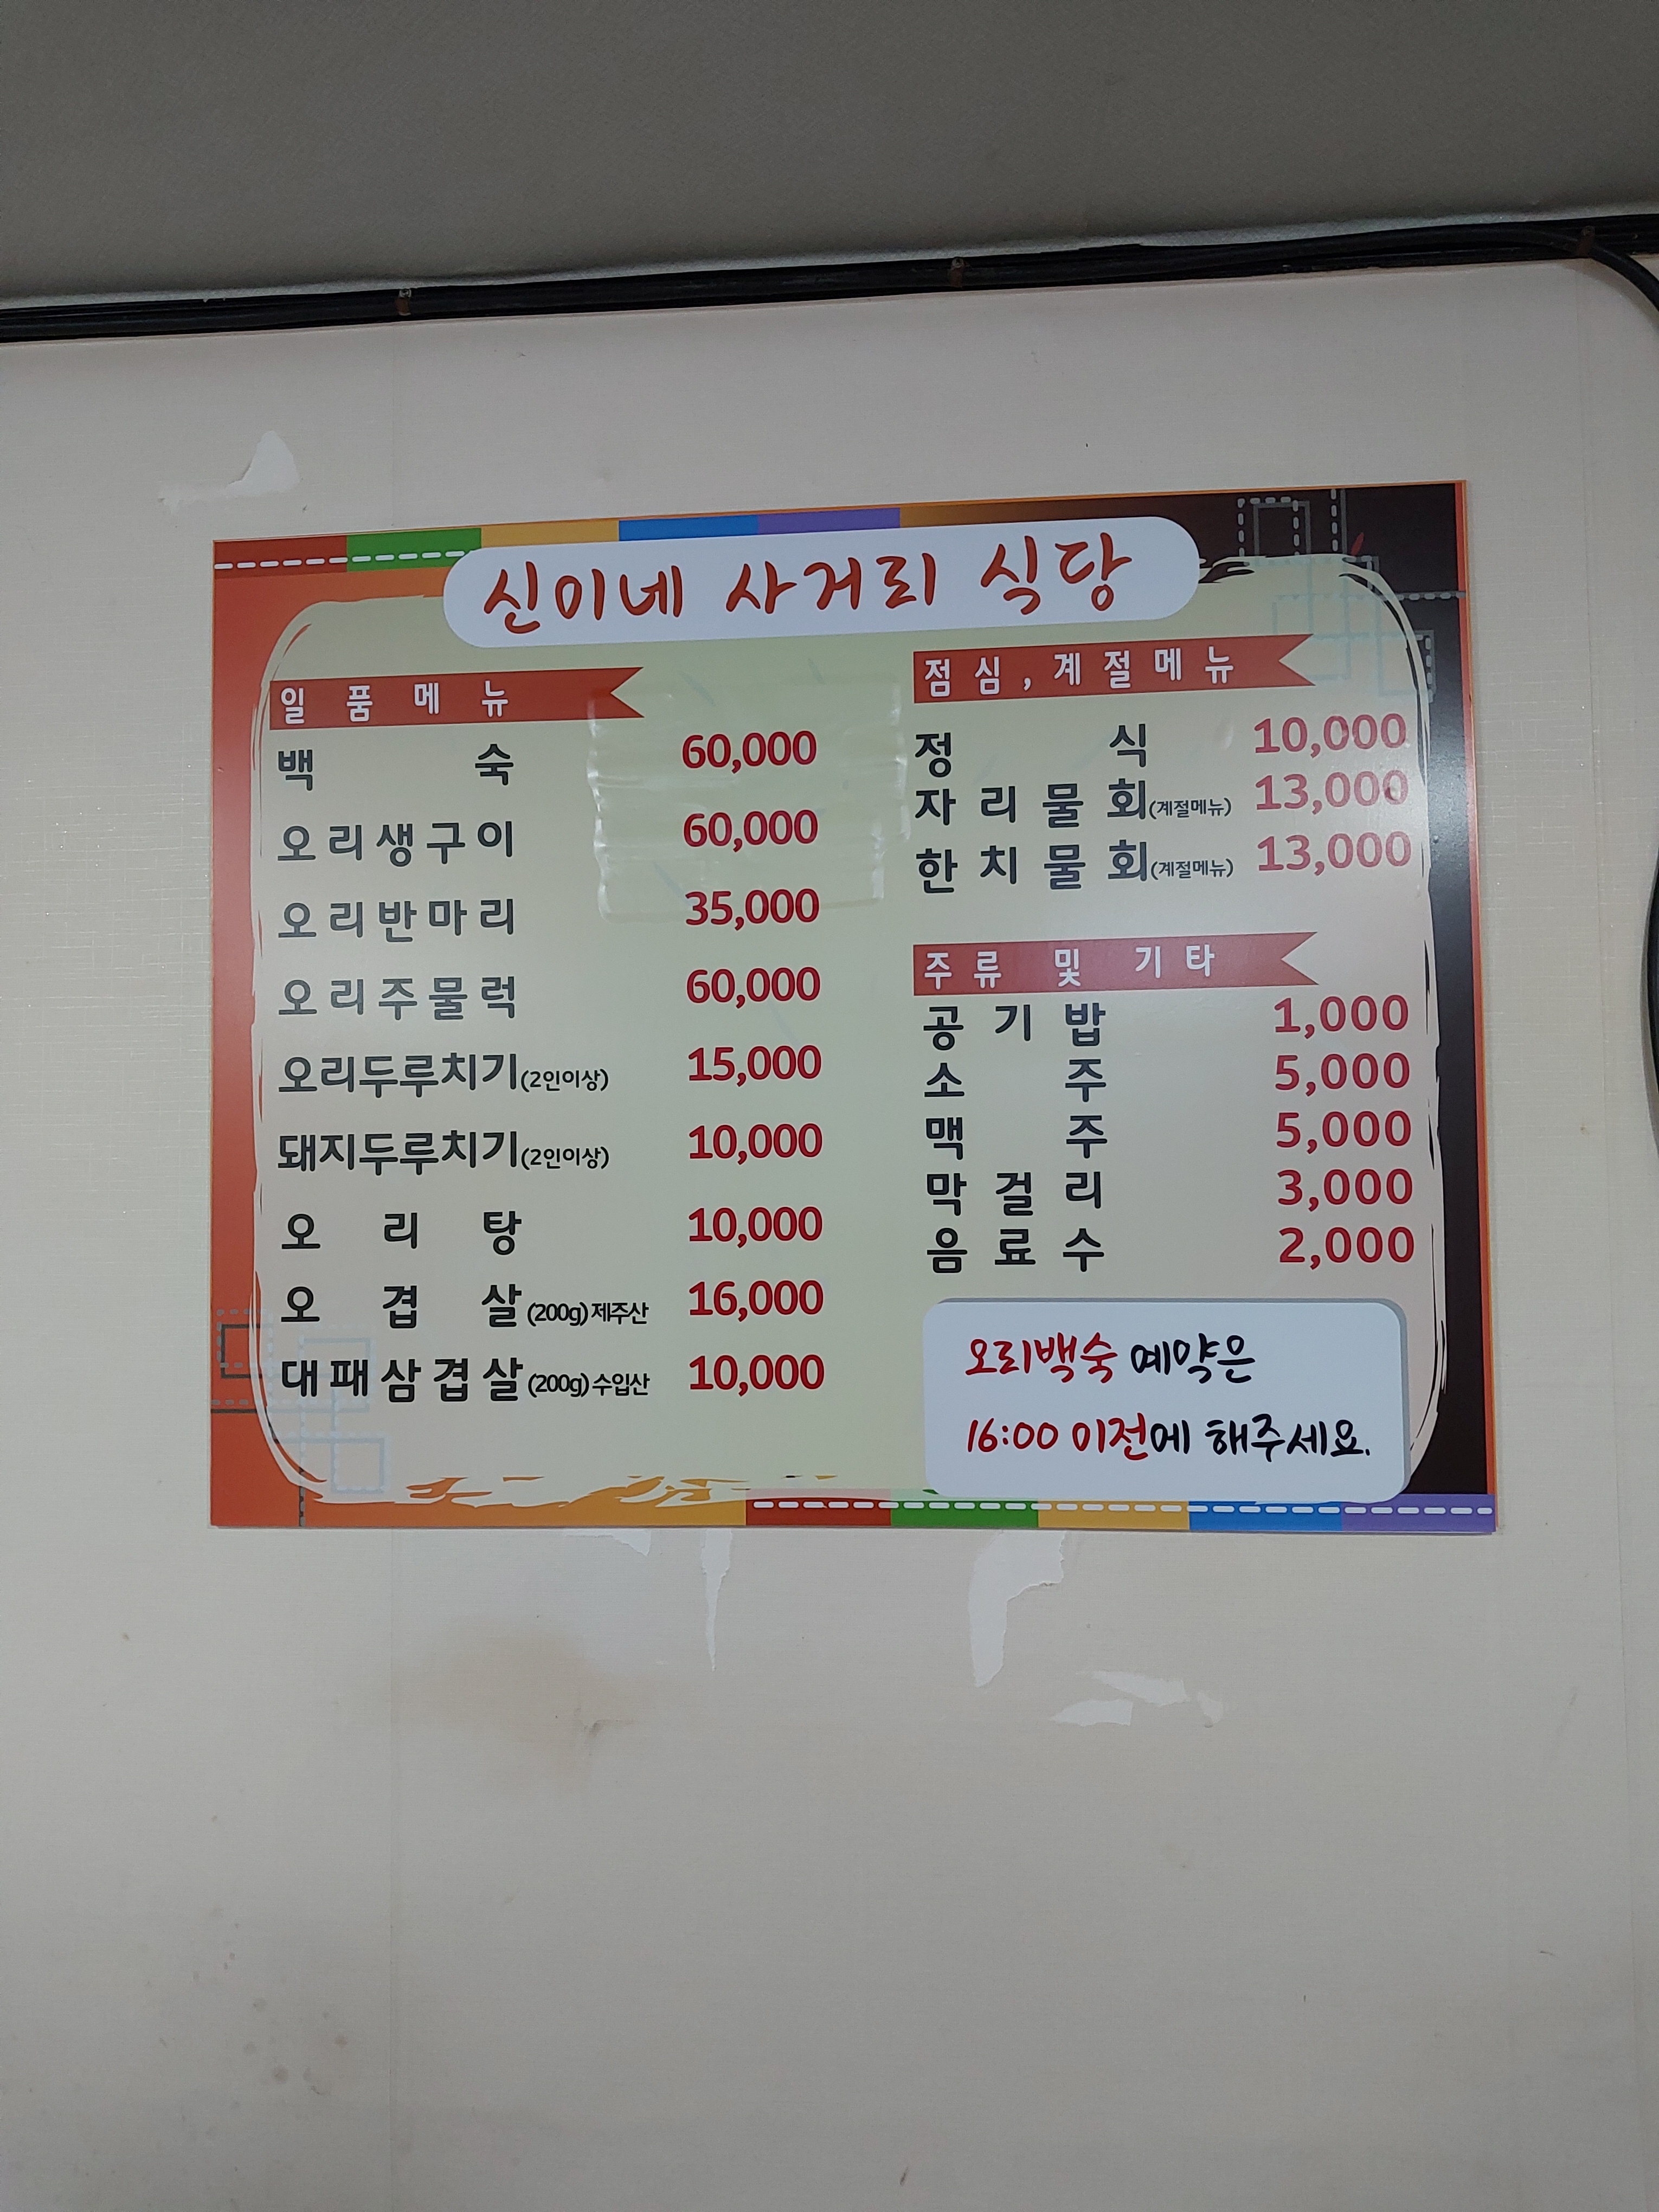 신이네 사거리 식당
일품메뉴
백숙 60,000
오리생구이 60,000
오리반마리 35,000
오리주물럭 60,000
오리두루치기(2인이상) 15,000
돼지두루치기(2인이상) 10,000
오리탕 10,000
오겹살(200g)제주산 16,000
대패삼겹살(200g)수입산 10,000
점심,계절메뉴
정식 10,000
자리물회(계절메뉴) 13,000
한치물회(계절메뉴) 13,000
주류 및 기타
공기밥 1,000
소주 5,000
맥주 5,000
막걸리 3,000
음료수 2,000
오리백숙 예약은
16:00 이전에 해주세요.